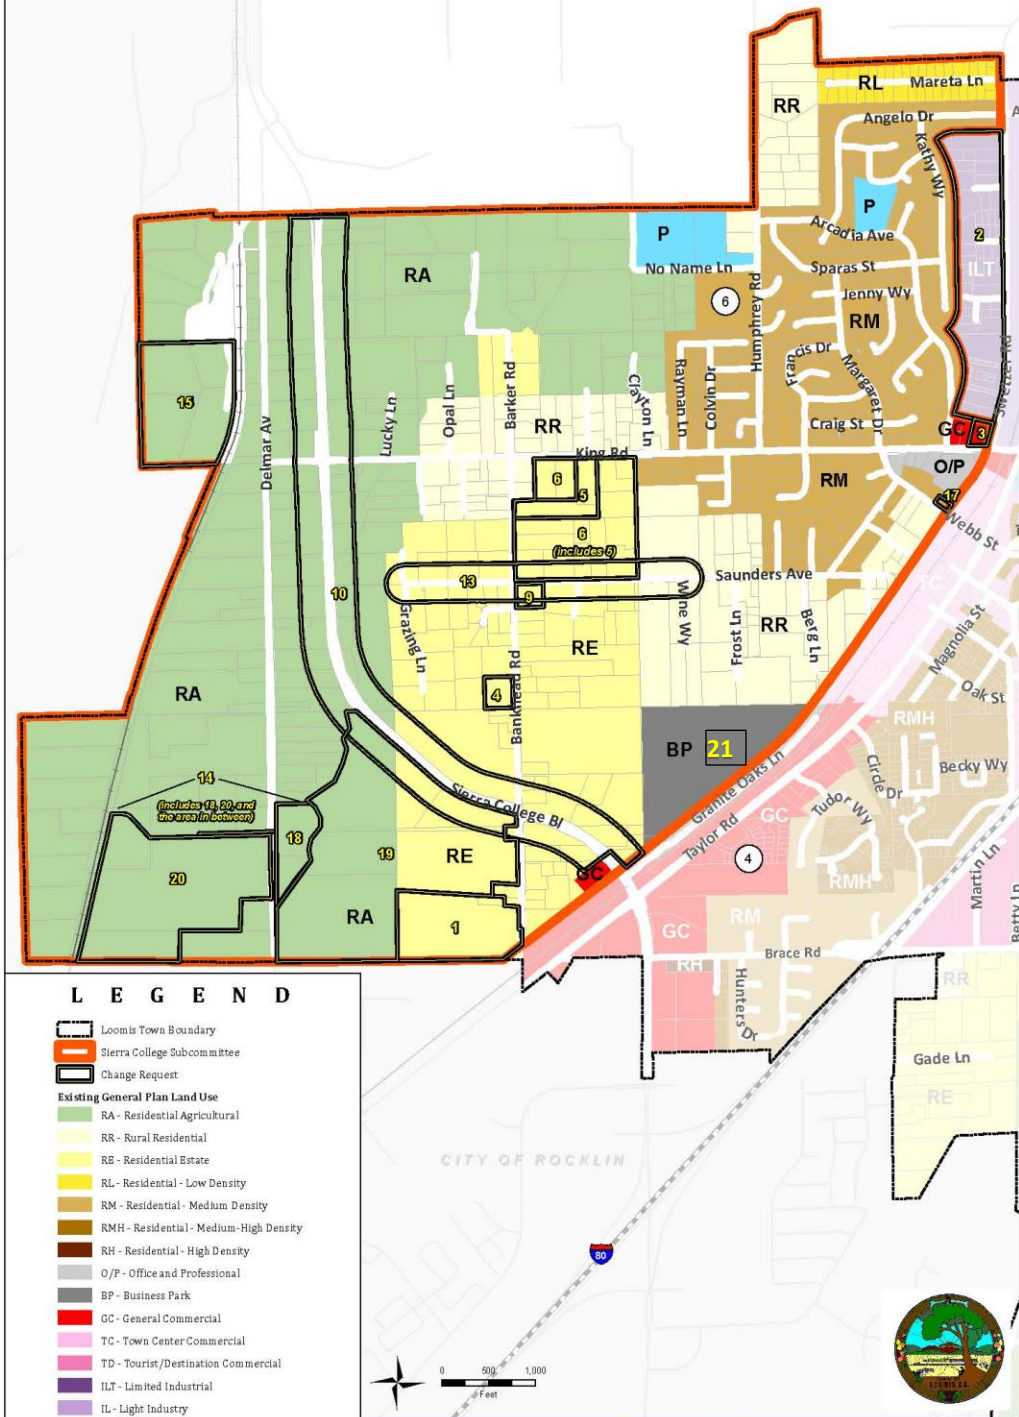 RL
Mareta Ln
RR
Angelo Dr
Kathy Wy
P
P
Arcadia Ave
2
RA
No Name Ln
Sparas St
ILT
6
Humphrey Rd
Jenny Wy
RM
Francis Dr
Margaret Dr
Swetzer Rd
15
Delmar Av
Lucky Ln
Opal Ln
Barker Rd
Clayton Ln
Rayman Ln
Colvin Dr
RR
Craig St
GC
3
King Rd
O/P
6
5
RM
17
Webb St
6
(includes 5)
10
13
Saunders Ave
TC
9
Grazing Ln
Wine Wy
Frost Ln
Berg Ln
RR
Magnolia St
RE
Oak St
RA
4
Bankhead Rd
RMH
BP
21
14
(includes 18, 20, and
the area in between)
Sierra College Bl
Granite Oaks Ln
Taylor Rd
Circle Dr
Becky Wy
Tudor Wy
GC
18
19
RE
4
20
GC
RMH
Martin Ln
Betty Ln
RA
1
RM
GC
Brace Rd
RH
Hunters Dr
RR
Gade Ln
RE
L E G E N D
Loomis Town Boundary
Sierra College Subcommittee
Change Request
Existing General Plan Land Use
RA - Residential Agricultural
RR - Rural Residential
RE - Residential Estate
RL - Residential - Low Density
RM - Residential - Medium Density
RMH - Residential - Medium-High Density
RH - Residential - High Density
O/P - Office and Professional
BP - Business Park
GC - General Commercial
TC - Town Center Commercial
TD - Tourist/Destination Commercial
ILT - Limited Industrial
IL - Light Industry
CITY OF ROCKLIN
80
0 500 1,000
Feet